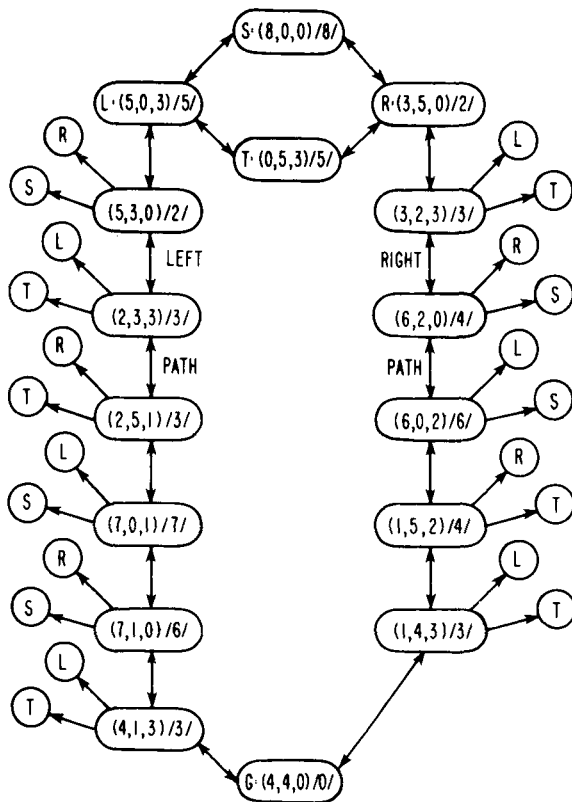 S·(8,0,0)/8/
L·(5,0,3)/5/ R·(3,5,0)/2/
T·(0,5,3)/5/
R L
S (5,3,0)/2/ (3,2,3)/3/ T
L LEFT RIGHT R
T (2,3,3)/3/ (6,2,0)/4/ S
R PATH PATH L
T (2,5,1)/3/ (6,0,2)/6/ S
L R
S (7,0,1)/7/ (1,5,2)/4/ T
R L
S (7,1,0)/6/ (1,4,3)/3/ T
L
T (4,1,3)/3/
G·(4,4,0)/0/